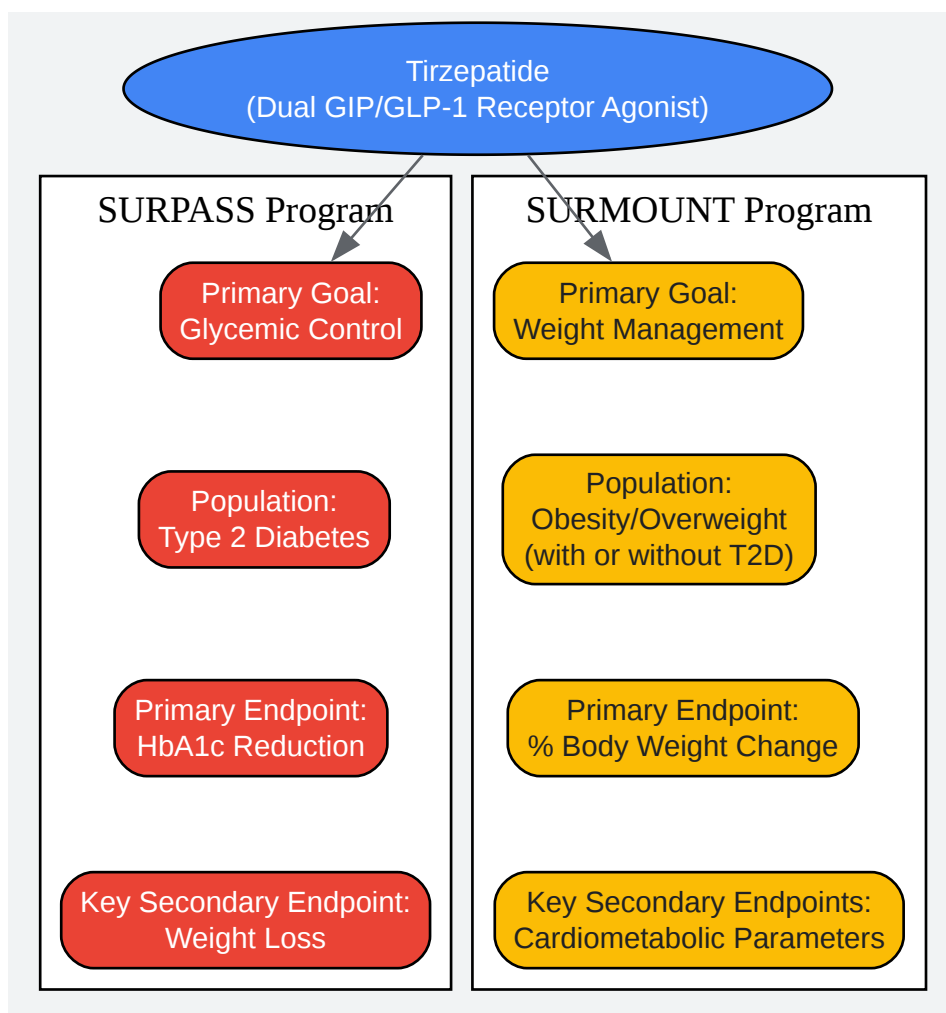 Tirzepatide
(Dual GIP/GLP-1 Receptor Agonist)
SURPASS Program
Primary Goal:
Glycemic Control
Population:
Type 2 Diabetes
Primary Endpoint:
HbA1c Reduction
Key Secondary Endpoint:
Weight Loss
SURMOUNT Program
Primary Goal:
Weight Management
Population:
Obesity/Overweight
(with or without T2D)
Primary Endpoint:
% Body Weight Change
Key Secondary Endpoints:
Cardiometabolic Parameters